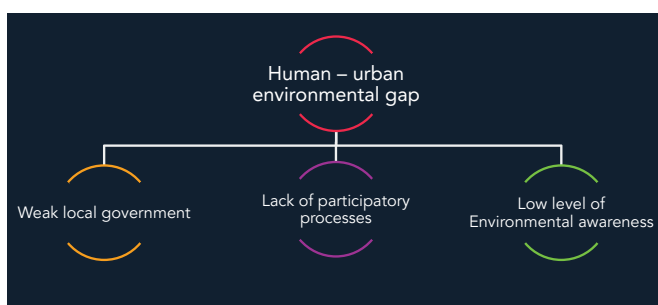 Human – urban
environmental gap
Weak local government
Lack of participatory
processes
Low level of
Environmental awareness